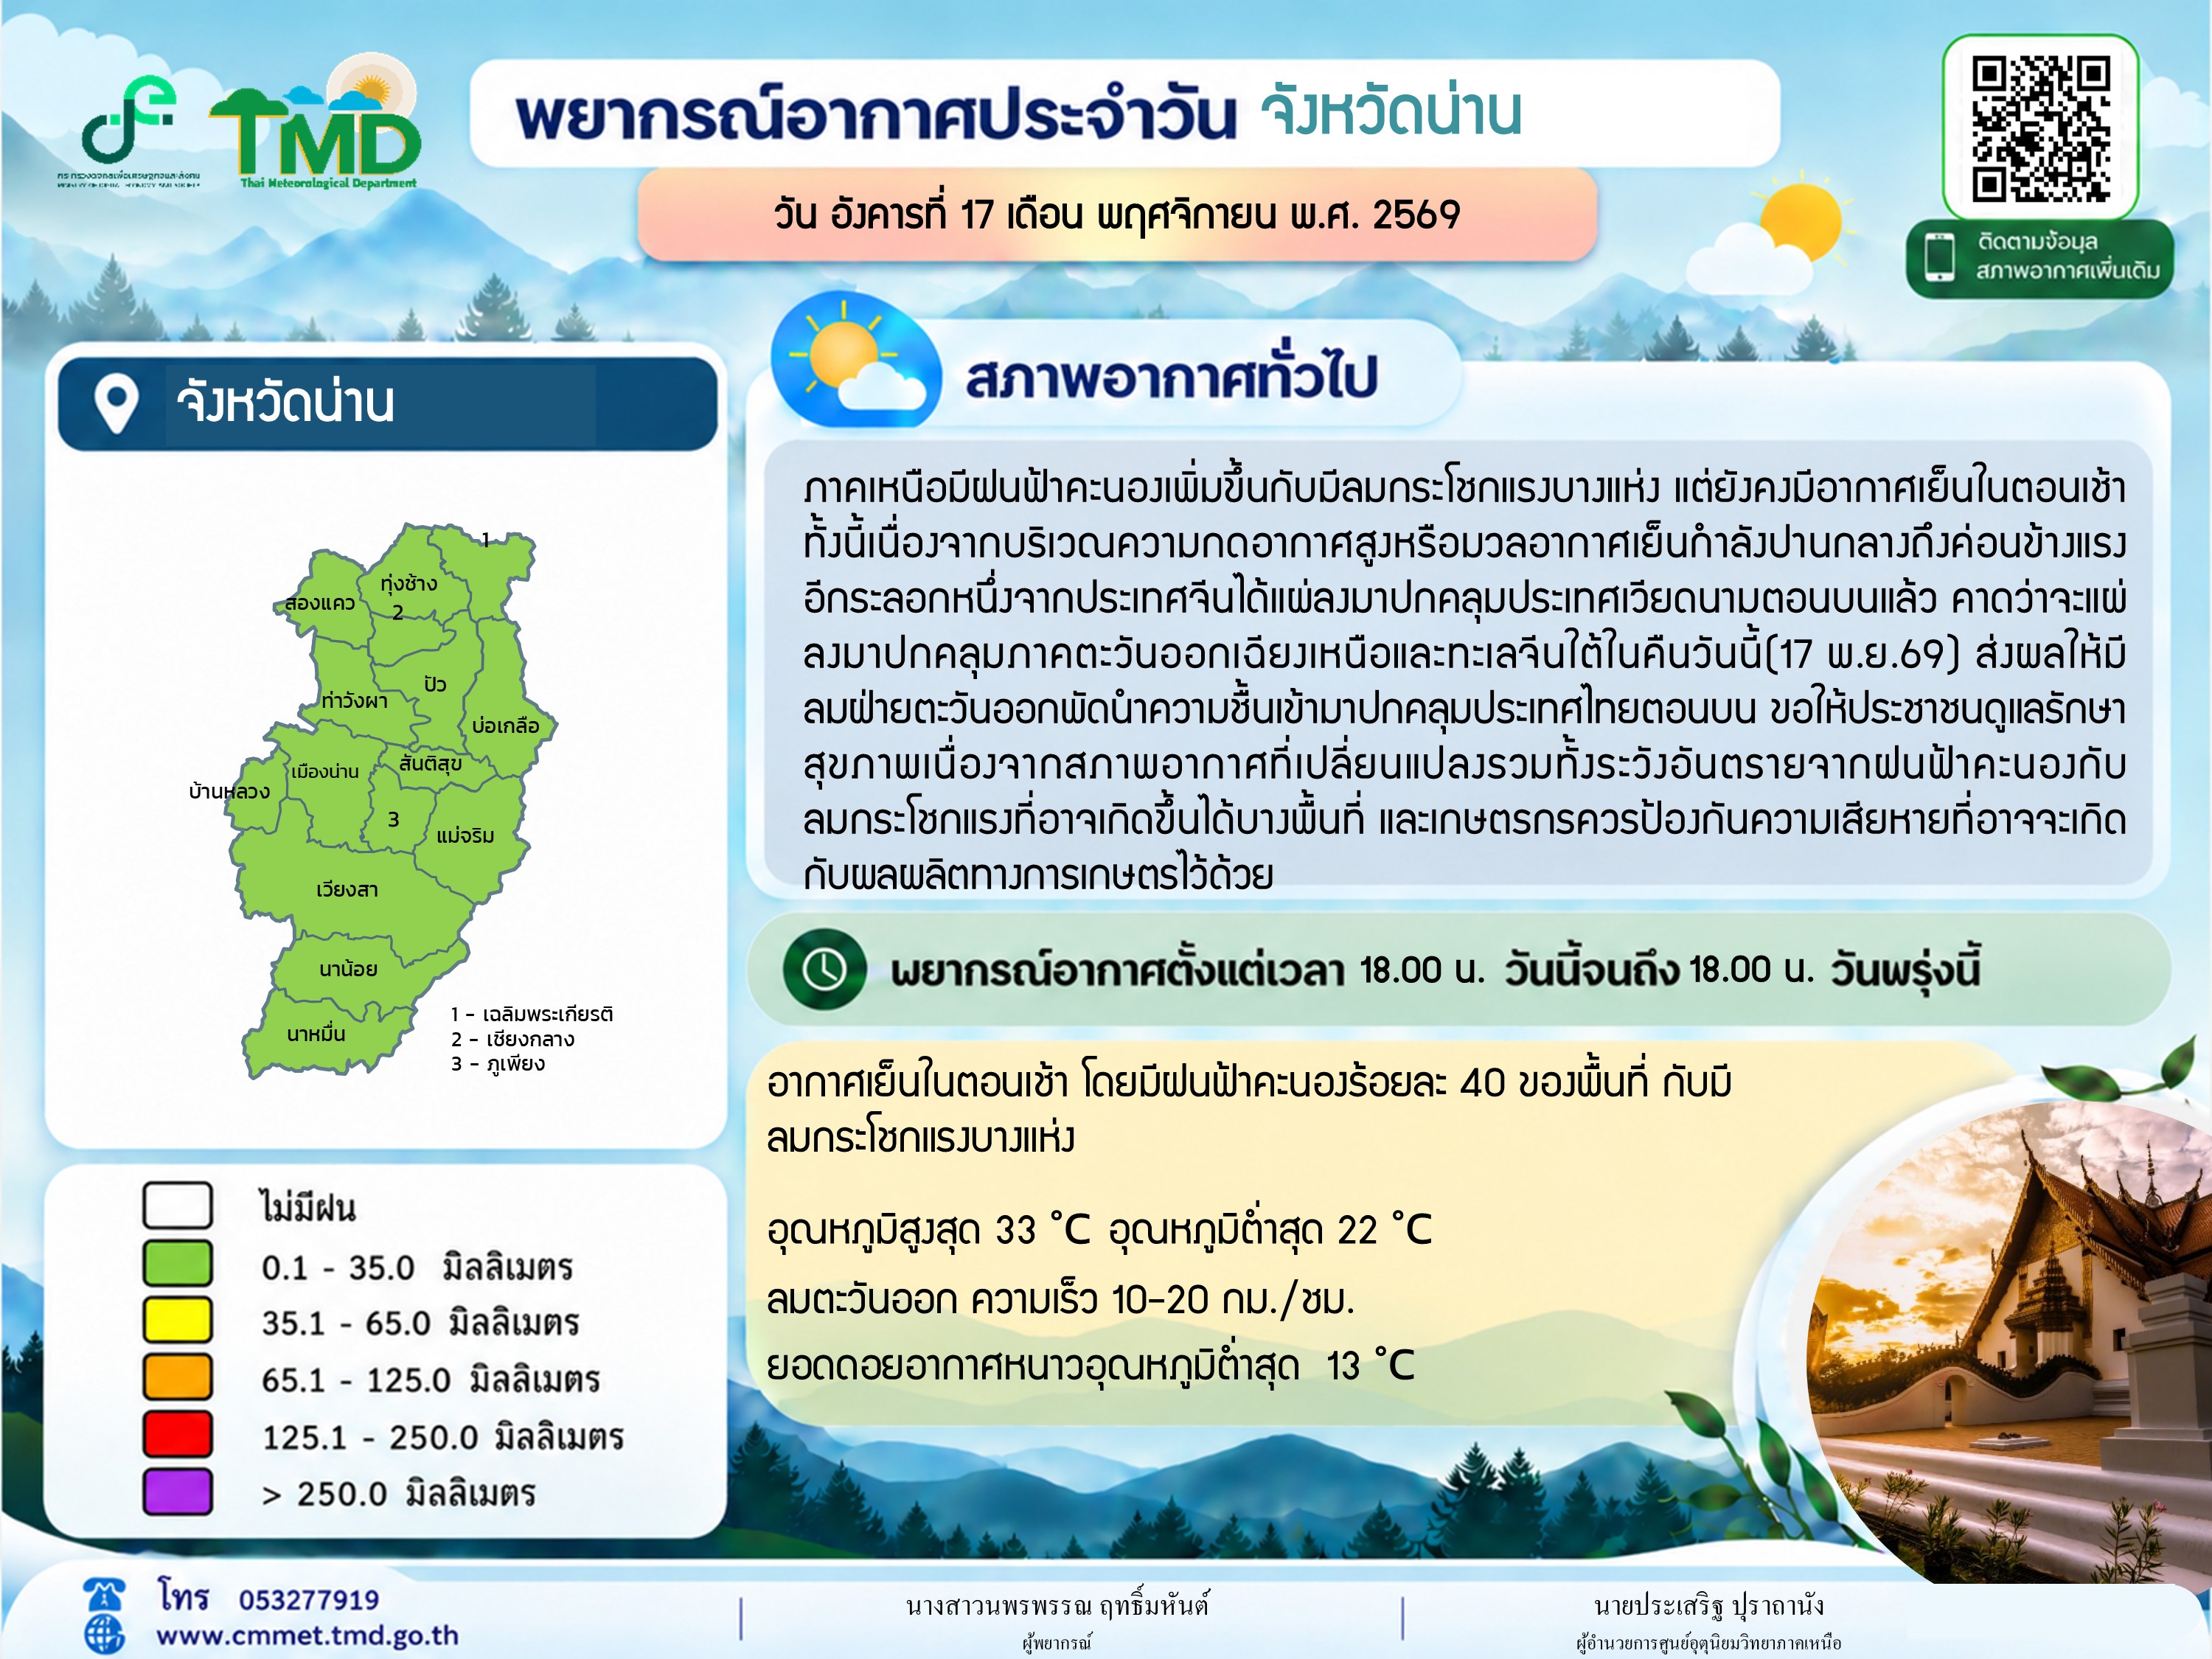 พยากรณ์อากาศประจำวัน จังหวัดน่าน
TMD
Thai Meteorological Department
วัน อังคารที่ 17 เดือน พฤศจิกายน พ.ศ. 2569
ติดตามข้อมูล
สภาพอากาศเพิ่มเติม
จังหวัดน่าน
1
ทุ่งช้าง
สองแคว
2
ปัว
ท่าวังผา
บ่อเกลือ
สันติสุข
เมืองน่าน
บ้านหลวง
3
แม่จริม
เวียงสา
นาน้อย
นาหมื่น
1 - เฉลิมพระเกียรติ
2 - เชียงกลาง
3 - ภูเพียง
ไม่มีฝน
0.1 - 35.0 มิลลิเมตร
35.1 - 65.0 มิลลิเมตร
65.1 - 125.0 มิลลิเมตร
125.1 - 250.0 มิลลิเมตร
> 250.0 มิลลิเมตร
สภาพอากาศทั่วไป
ภาคเหนือมีฝนฟ้าคะนองเพิ่มขึ้นกับมีลมกระโชกแรงบางแห่ง แต่ยังคงมีอากาศเย็นในตอนเช้า
ทั้งนี้เนื่องจากบริเวณความกดอากาศสูงหรือมวลอากาศเย็นกำลังปานกลางถึงค่อนข้างแรง
อีกระลอกหนึ่งจากประเทศจีนได้แผ่ลงมาปกคลุมประเทศเวียดนามตอนบนแล้ว คาดว่าจะแผ่
ลงมาปกคลุมภาคตะวันออกเฉียงเหนือและทะเลจีนใต้ในคืนวันนี้(17 พ.ย.69) ส่งผลให้มี
ลมฝ่ายตะวันออกพัดนำความชื้นเข้ามาปกคลุมประเทศไทยตอนบน ขอให้ประชาชนดูแลรักษา
สุขภาพเนื่องจากสภาพอากาศที่เปลี่ยนแปลงรวมทั้งระวังอันตรายจากฝนฟ้าคะนองกับ
ลมกระโชกแรงที่อาจเกิดขึ้นได้บางพื้นที่ และเกษตรกรควรป้องกันความเสียหายที่อาจจะเกิด
กับผลผลิตทางการเกษตรไว้ด้วย
พยากรณ์อากาศตั้งแต่เวลา 18.00 น. วันนี้จนถึง 18.00 น. วันพรุ่งนี้
อากาศเย็นในตอนเช้า โดยมีฝนฟ้าคะนองร้อยละ 40 ของพื้นที่ กับมี
ลมกระโชกแรงบางแห่ง
อุณหภูมิสูงสุด 33 °C อุณหภูมิต่ำสุด 22 °C
ลมตะวันออก ความเร็ว 10-20 กม./ชม.
ยอดดอยอากาศหนาวอุณหภูมิต่ำสุด 13 °C
โทร 053277919
www.cmmet.tmd.go.th
นางสาวนพรพรรณ ฤทธิ์มหันต์
ผู้พยากรณ์
นายประเสริฐ ปุราถานัง
ผู้อำนวยการศูนย์อุตุนิยมวิทยาภาคเหนือ